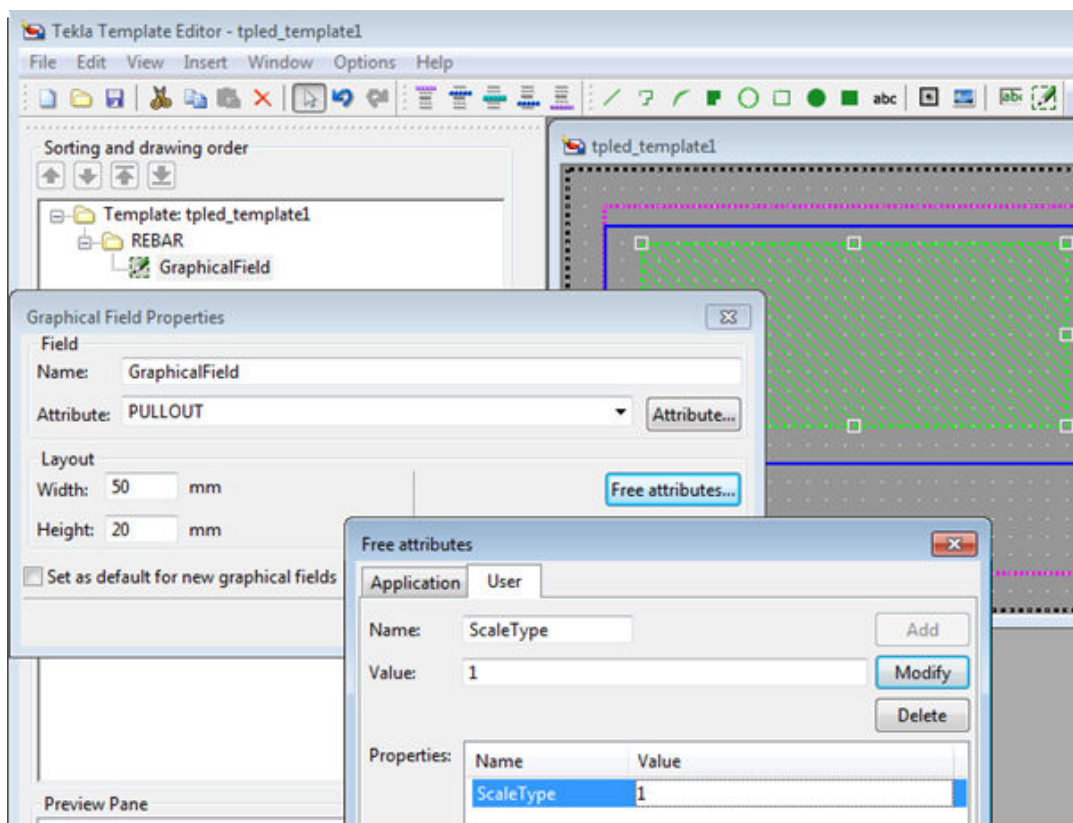 Tekla Template Editor - tpled_template1
File Edit View Insert Window Options Help
abc abc
Sorting and drawing order
Template: tpled_template1
REBAR
GraphicalField
tpled_template1
Graphical Field Properties
Field
Name: GraphicalField
Attribute: PULLOUT Attribute...
Layout
Width: 50 mm Free attributes...
Height: 20 mm
Set as default for new graphical fields
Free attributes
Application User
Name: ScaleType Add
Value: 1 Modify
Delete
Properties: Name Value
ScaleType 1
Preview Pane